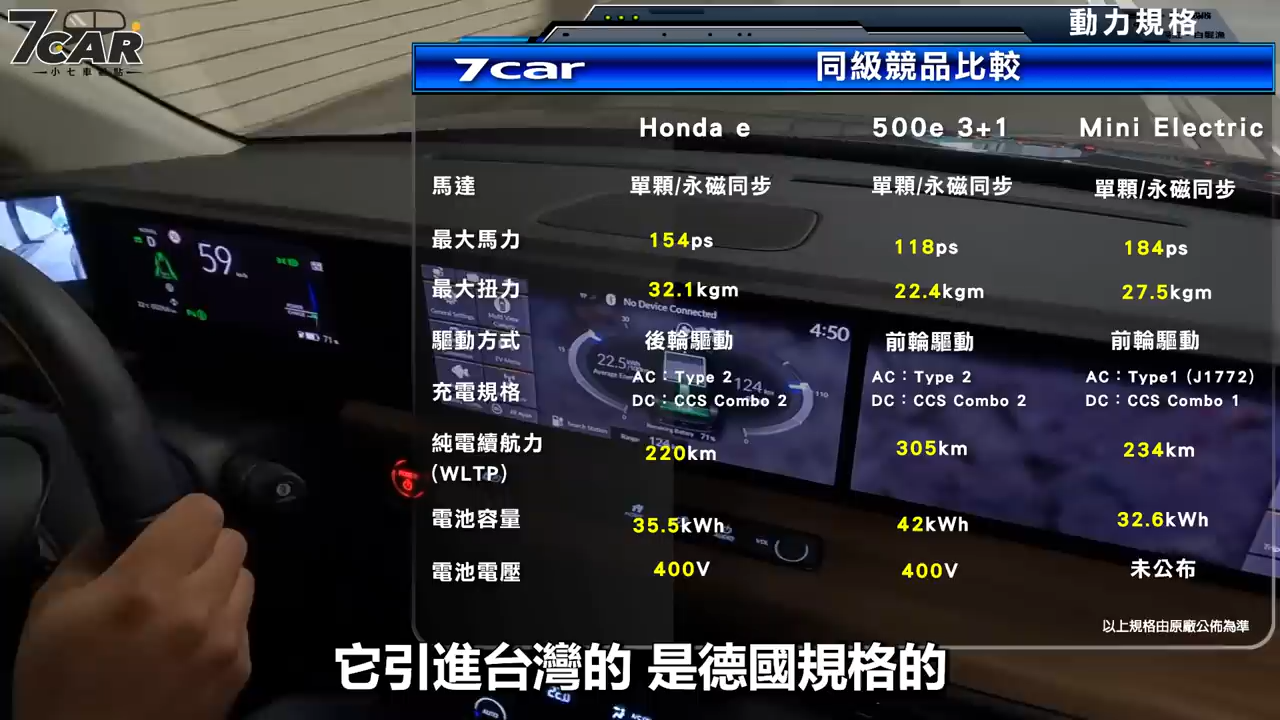 7CAR
小七車觀點
動力規格
7car 同級競品比較
Honda e 500e 3+1 Mini Electric
馬達 單顆/永磁同步 單顆/永磁同步 單顆/永磁同步
最大馬力 154ps 118ps 184ps
最大扭力 32.1kgm 22.4kgm 27.5kgm
驅動方式 後輪驅動 前輪驅動 前輪驅動
充電規格 AC：Type 2 AC：Type 2 AC：Type1 (J1772)
DC：CCS Combo 2 DC：CCS Combo 2 DC：CCS Combo 1
純電續航力 220km 305km 234km
(WLTP)
電池容量 35.5kWh 42kWh 32.6kWh
電池電壓 400V 400V 未公布
以上規格由原廠公佈為準
59
No Device Connected
4:50
General Settings
22.5
124
110
71%
AUTO
它引進台灣的 是德國規格的